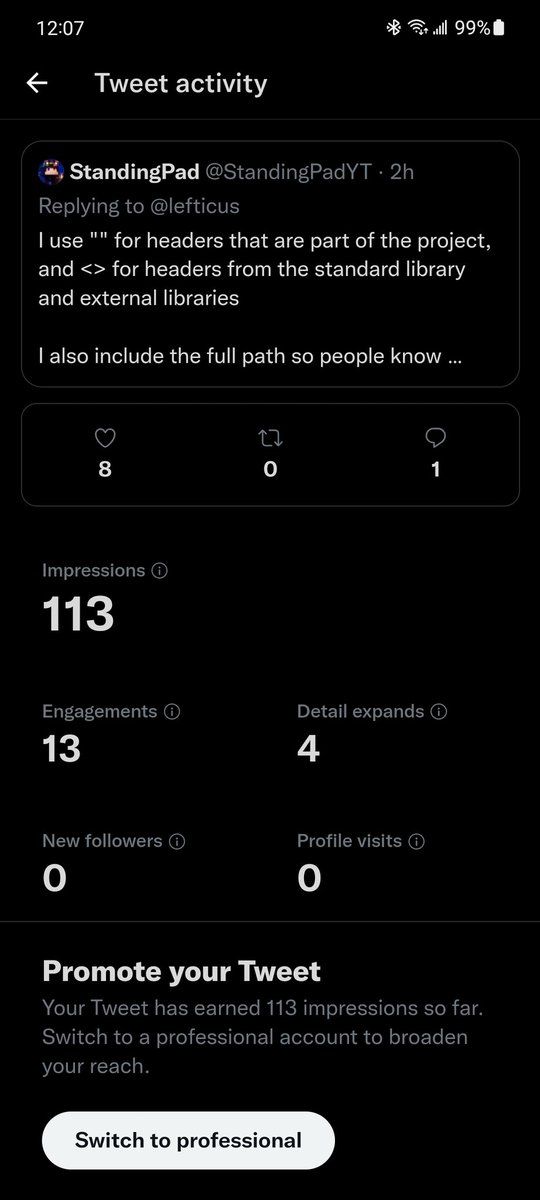 12:07 99%
Tweet activity
StandingPad @StandingPadYT · 2h
Replying to @lefticus
I use "" for headers that are part of the project,
and <> for headers from the standard library
and external libraries
I also include the full path so people know ...
8 0 1
Impressions
113
Engagements Detail expands
13 4
New followers Profile visits
0 0
Promote your Tweet
Your Tweet has earned 113 impressions so far.
Switch to a professional account to broaden
your reach.
Switch to professional